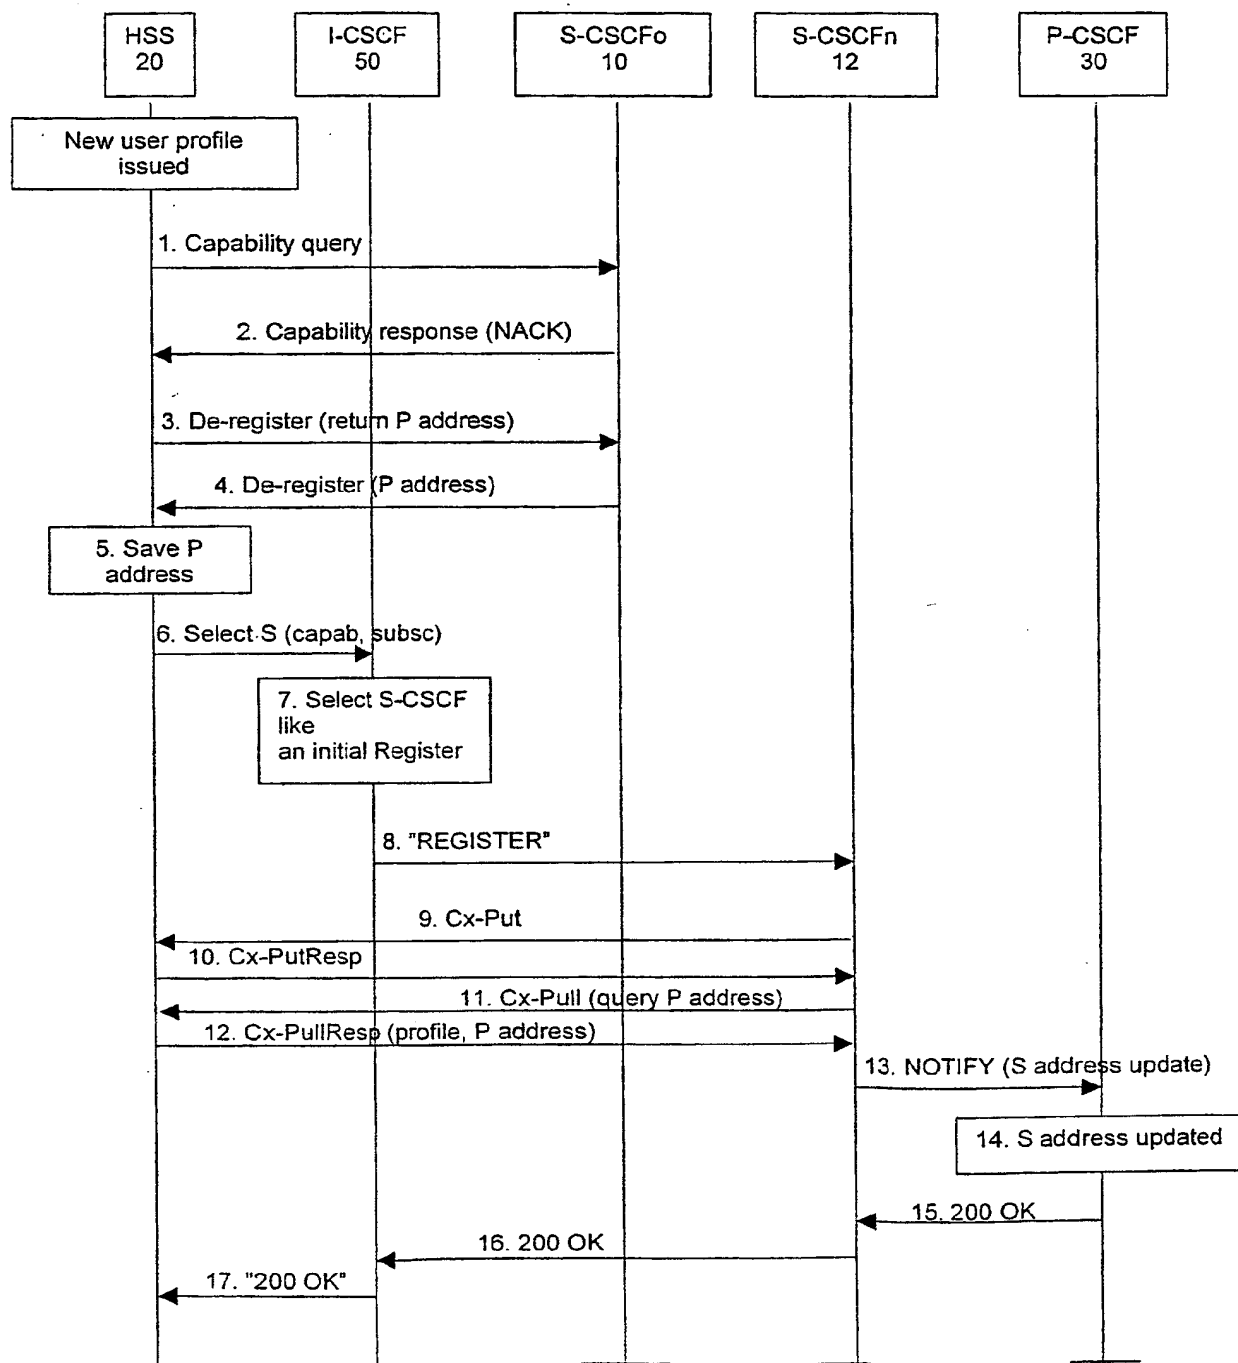 HSS
20
I-CSCF
50
S-CSCFo
10
S-CSCFn
12
P-CSCF
30
New user profile
issued
1. Capability query
2. Capability response (NACK)
3. De-register (return P address)
4. De-register (P address)
5. Save P
address
6. Select S (capab, subsc)
7. Select S-CSCF
like
an initial Register
8. "REGISTER"
9. Cx-Put
10. Cx-PutResp
11. Cx-Pull (query P address)
12. Cx-PullResp (profile, P address)
13. NOTIFY (S address update)
14. S address updated
15. 200 OK
16. 200 OK
17. "200 OK"